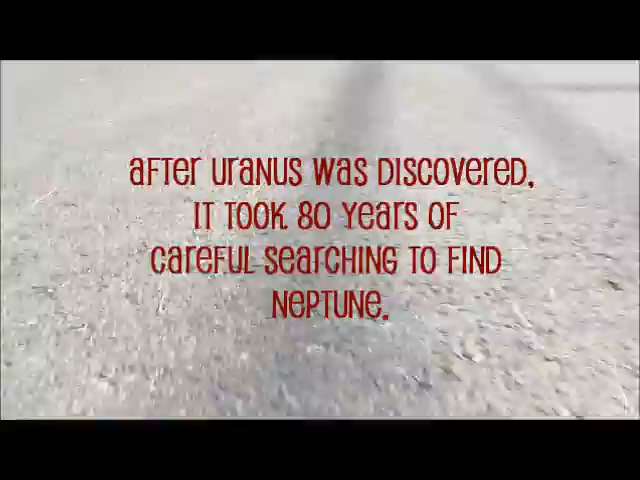 After Uranus was discovered,
it took 80 years of
careful searching to find
Neptune.